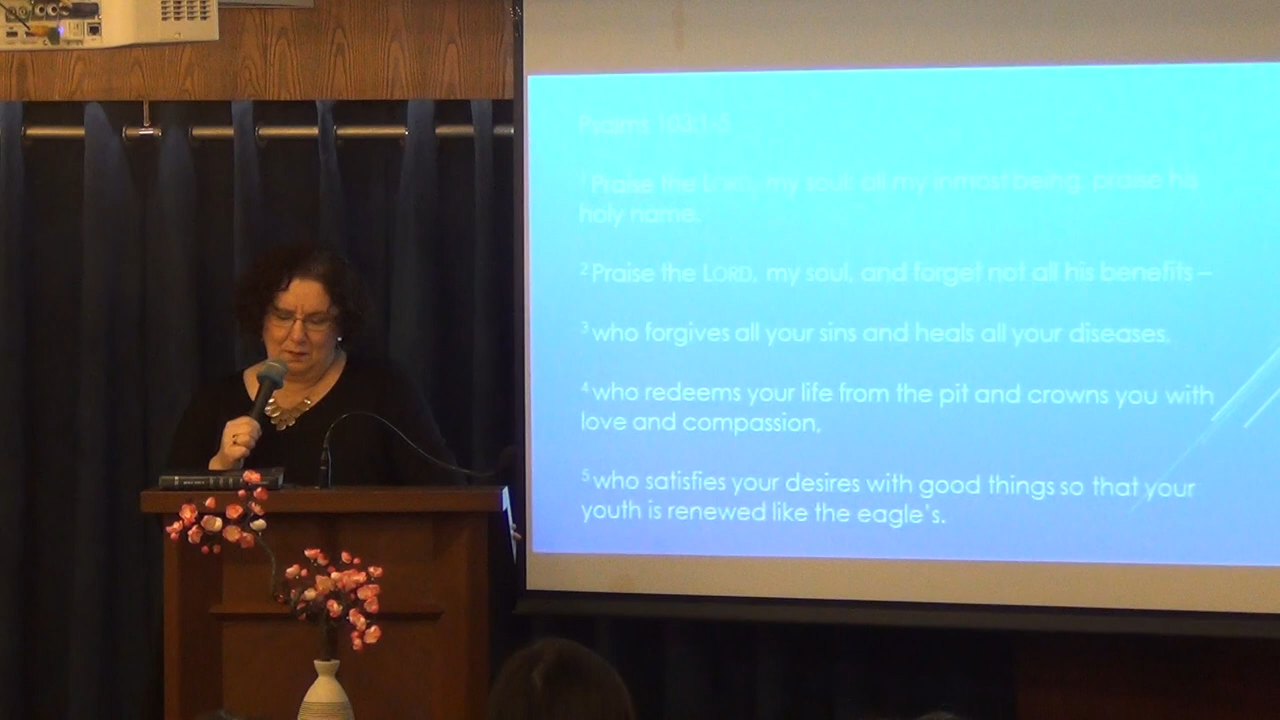 Psalms 103:1-5
1 Praise the LORD, my soul; all my inmost being, praise his
holy name.
2 Praise the LORD, my soul, and forget not all his benefits –
3 who forgives all your sins and heals all your diseases.
4 who redeems your life from the pit and crowns you with
love and compassion,
5 who satisfies your desires with good things so that your
youth is renewed like the eagle's.